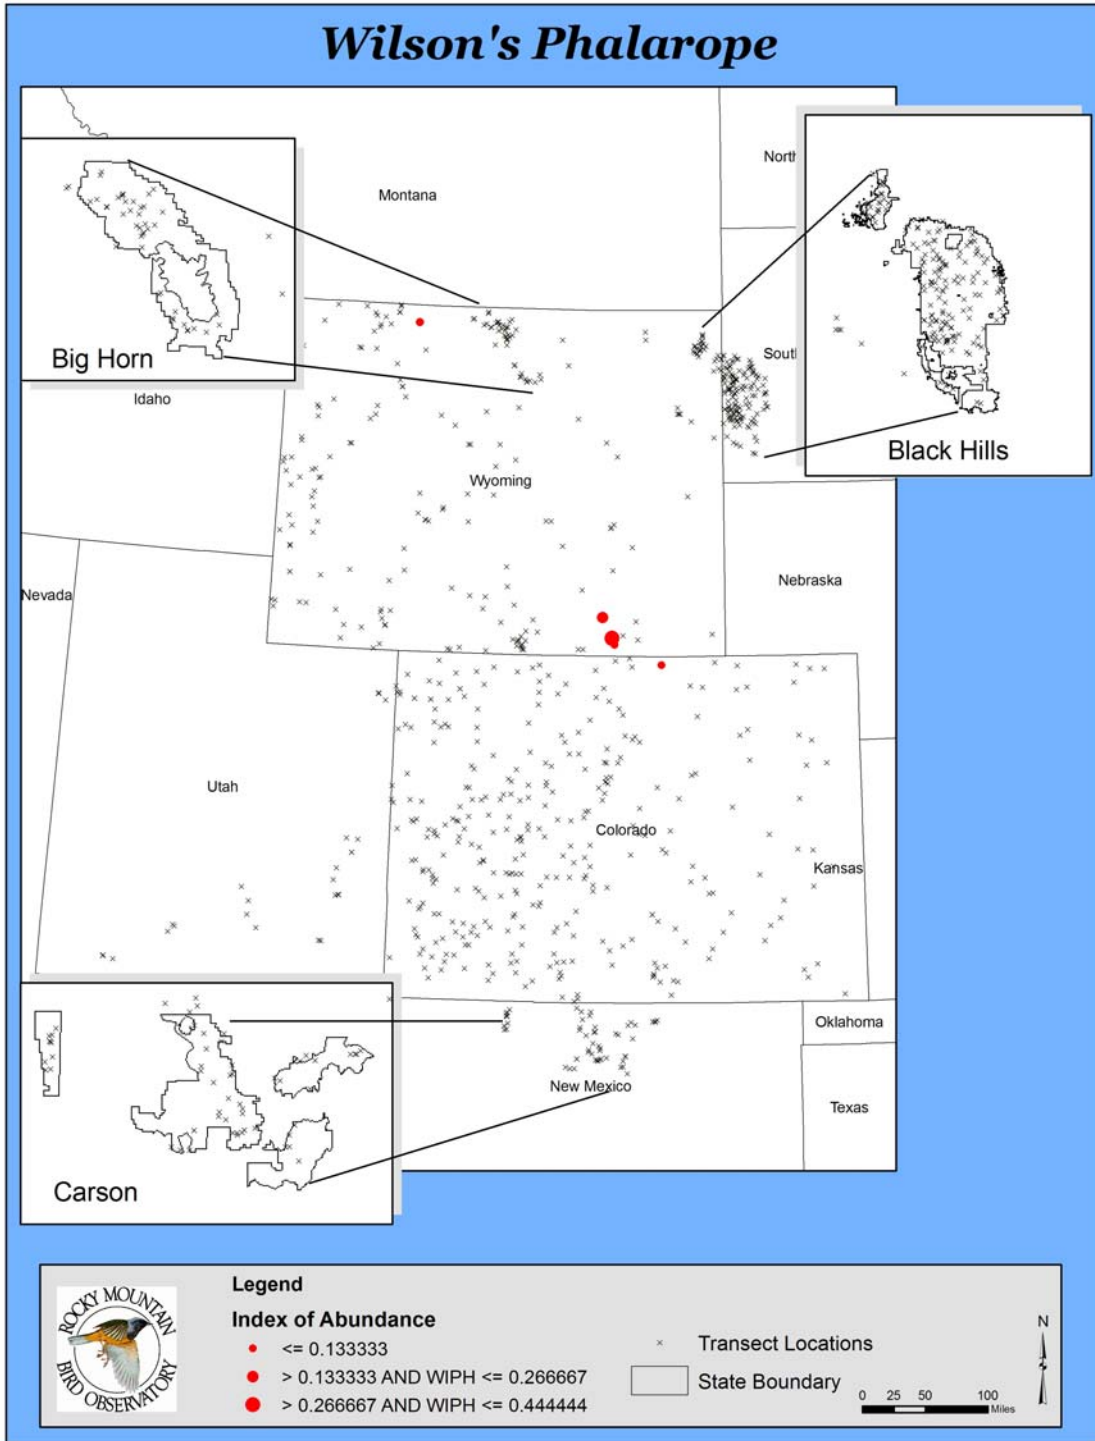 Wilson's Phalarope
Montana
North
South
Big Horn
Idaho
Black Hills
Wyoming
Nevada
Nebraska
Utah
Colorado
Kansas
Oklahoma
New Mexico
Texas
Carson
ROCKY MOUNTAIN
BIRD OBSERVATORY
Legend
Index of Abundance
<= 0.133333
> 0.133333 AND WIPH <= 0.266667
> 0.266667 AND WIPH <= 0.444444
Transect Locations
State Boundary
N
0 25 50 100
Miles